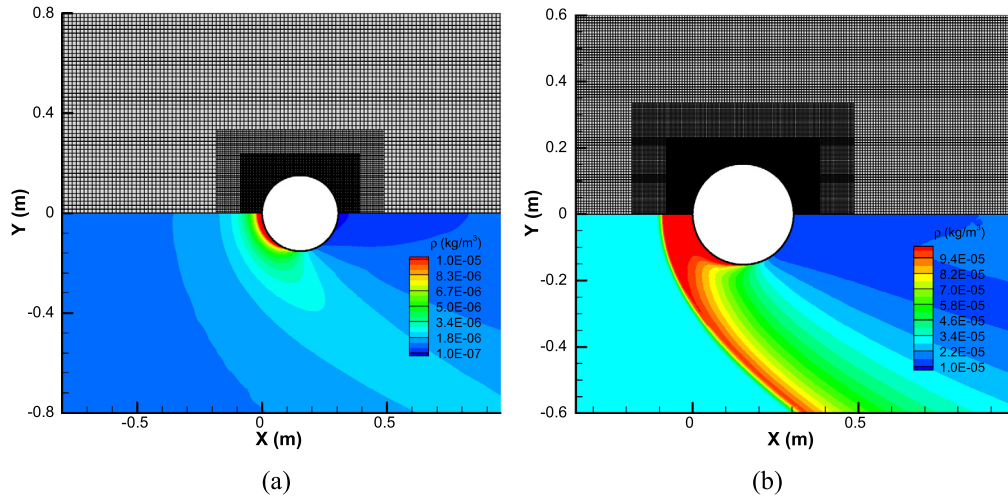 0.8
0.4
0
-0.4
-0.8
Y (m)
-0.5
0
0.5
X (m)
ρ (kg/m³)
1.0E-05
8.3E-06
6.7E-06
5.0E-06
3.4E-06
1.8E-06
1.0E-07
(a)
0.6
0.4
0.2
0
-0.2
-0.4
-0.6
Y (m)
0
0.5
X (m)
ρ (kg/m³)
9.4E-05
8.2E-05
7.0E-05
5.8E-05
4.6E-05
3.4E-05
2.2E-05
1.0E-05
(b)